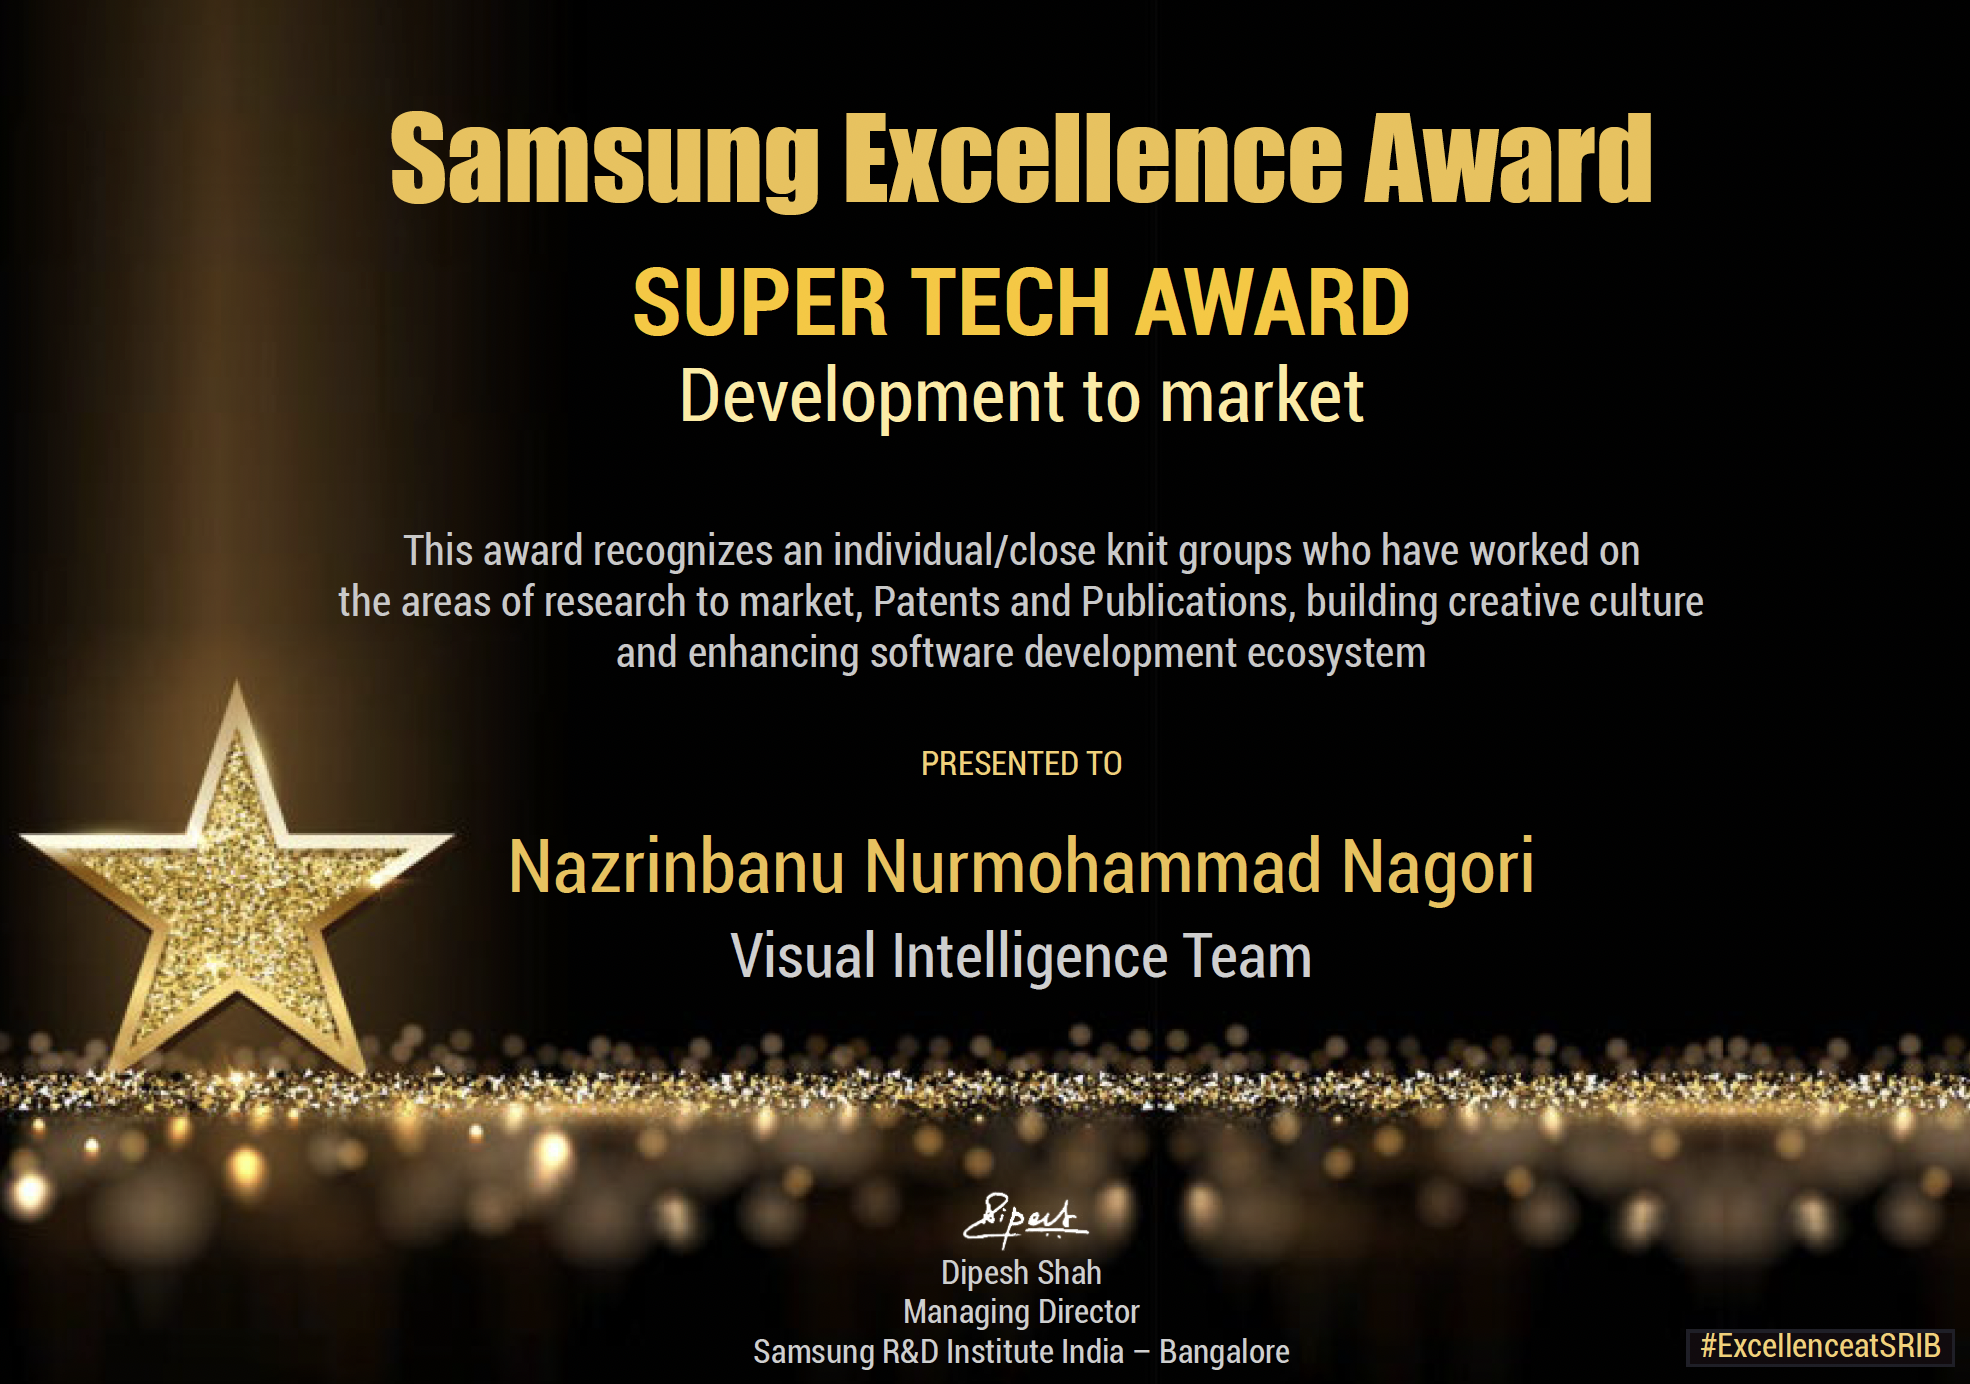 Samsung Excellence Award
SUPER TECH AWARD
Development to market
This award recognizes an individual/close knit groups who have worked on
the areas of research to market, Patents and Publications, building creative culture
and enhancing software development ecosystem
PRESENTED TO
Nazrinbanu Nurmohammad Nagori
Visual Intelligence Team
Dipesh
Dipesh Shah
Managing Director
Samsung R&D Institute India – Bangalore
#ExcellenceatSRIB